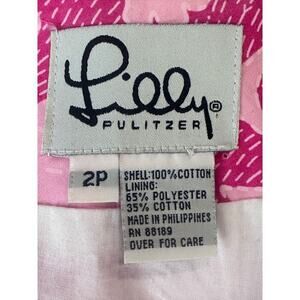 Lilly®
PULITZER
2P
SHELL:100%COTTON
LINING:
65% POLYESTER
35% COTTON
MADE IN PHILIPPINES
RN 88189
OVER FOR CARE